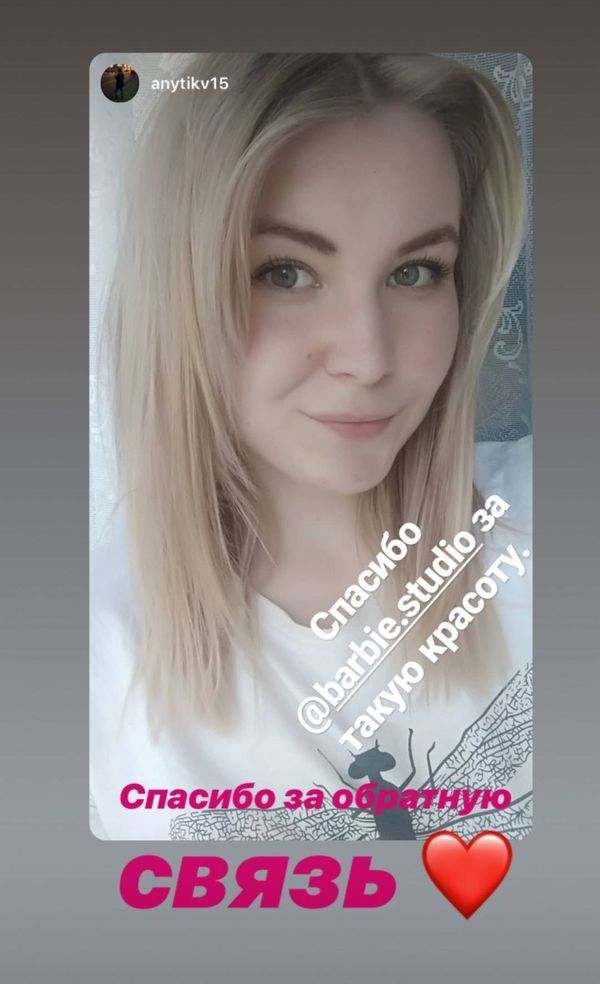 anytikv15
Спасибо
@barbie.studio за
такую красоту.
Спасибо за обратную
связь ❤️